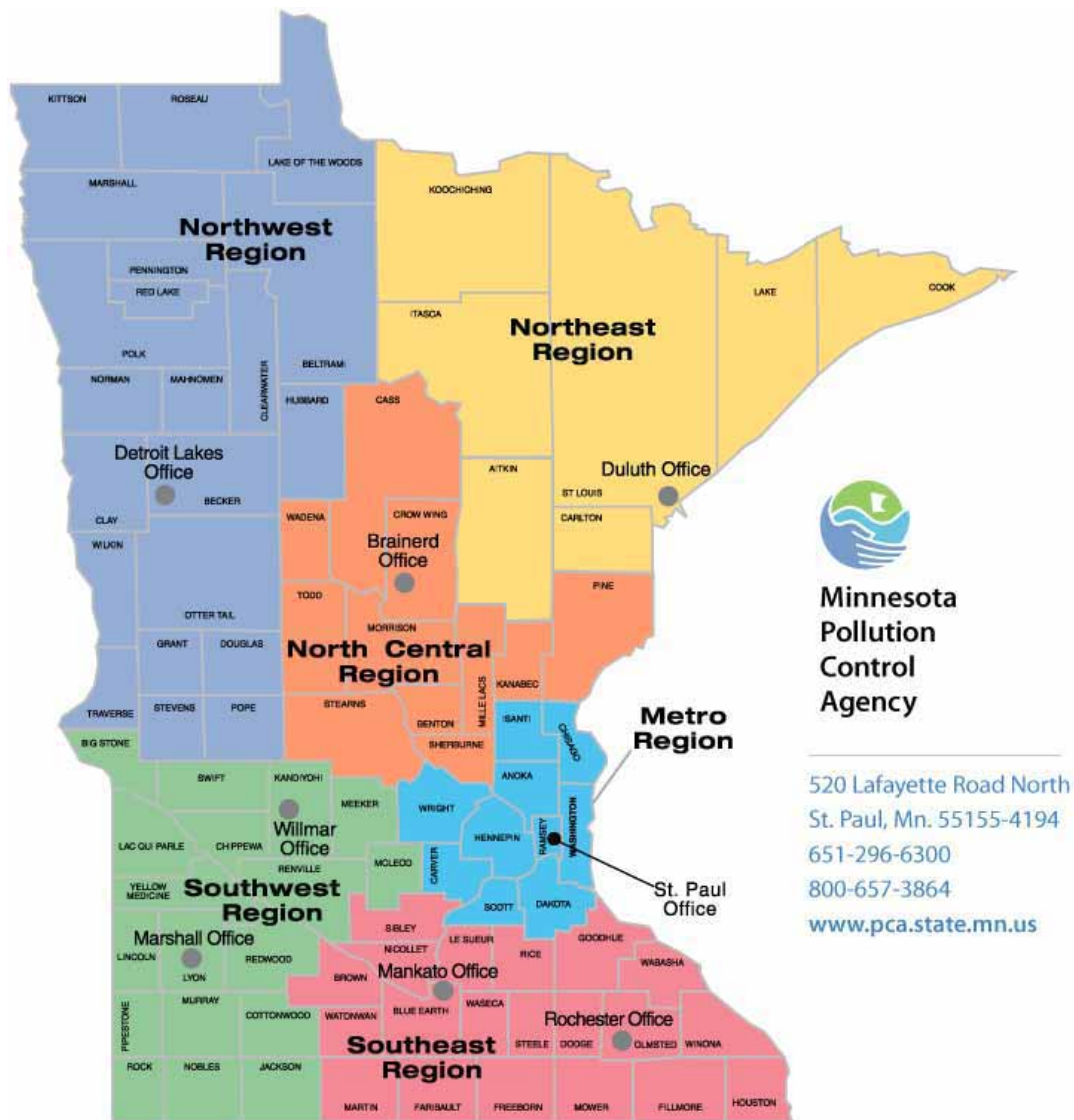 KITTSON
ROSEAU
LAKE OF THE WOODS
MARSHALL
KOOCHICHING
Northwest
Region
PENNINGTON
RED LAKE
LAKE
COOK
ITASCA
Northeast
Region
POLK
BELTRAMI
CLEARWATER
NORMAN
MAHNOMEN
HUBBARD
CASS
Detroit Lakes
Office
BECKER
AITKIN
Duluth Office
ST LOUIS
CLAY
WADENA
CROW WING
CARLTON
WILKIN
Brainerd
Office
PINE
TODD
OTTER TAIL
MORRISON
GRANT
DOUGLAS
North Central
Region
KANABEC
MILLE LACS
STEARNS
TRAVERSE
STEVENS
POPE
BENTON
ISANTI
CHISAGO
Metro
Region
BIG STONE
SHERBURNE
SWIFT
KANDIYOHI
ANOKA
MEEKER
WRIGHT
WASHINGTON
Willmar
Office
HENNEPIN
RAMSEY
LAC QUI PARLE
CHIPPEWA
MCLEOD
CARVER
RENVILLE
YELLOW
MEDICINE
Southwest
Region
St. Paul
Office
SCOTT
DAKOTA
SIBLEY
Marshall Office
NICOLLET
LE SUEUR
RICE
GOODHUE
LINCOLN
LYON
REDWOOD
WABASHA
BROWN
Mankato Office
PIPESTONE
MURRAY
COTTONWOOD
WATONWAN
BLUE EARTH
WASECA
Rochester Office
STEELE
DODGE
OLMSTED
WINONA
Southeast
Region
ROCK
NOBLES
JACKSON
MARTIN
FARIBAULT
FREEBORN
MOWER
FILLMORE
HOUSTON
Minnesota
Pollution
Control
Agency
520 Lafayette Road North
St. Paul, Mn. 55155-4194
651-296-6300
800-657-3864
www.pca.state.mn.us